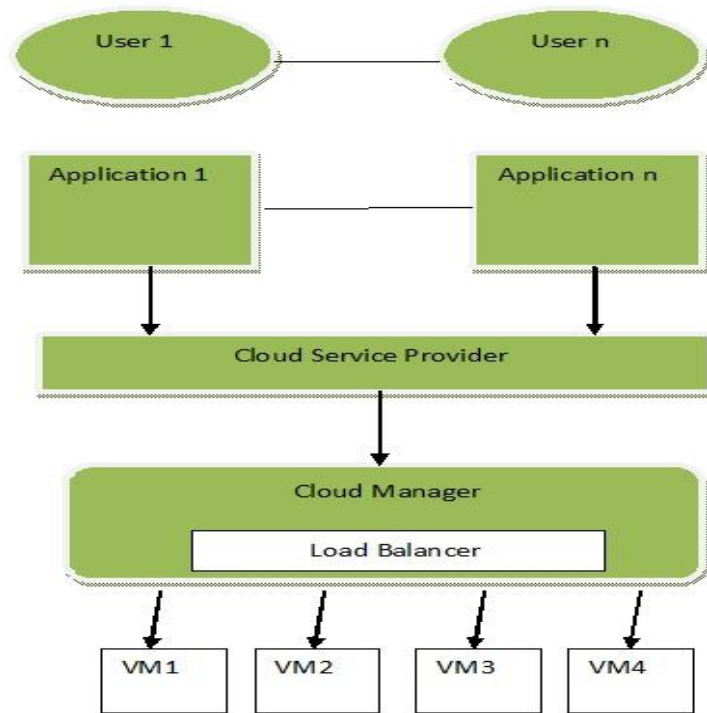 User 1
User n
Application 1
Application n
Cloud Service Provider
Cloud Manager
Load Balancer
VM1
VM2
VM3
VM4